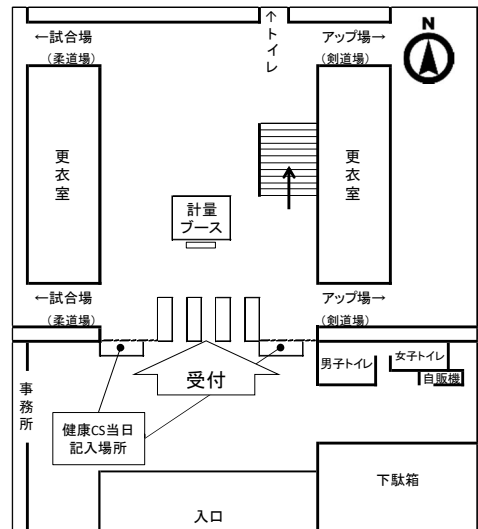 ←試合場
(柔道場)
↑トイレ
アップ場→
(剣道場)
N
更衣室
更衣室
計量
ブース
←試合場
(柔道場)
アップ場→
(剣道場)
受付
男子トイレ
女子トイレ
自販機
事務所
健康CS当日
記入場所
下駄箱
入口